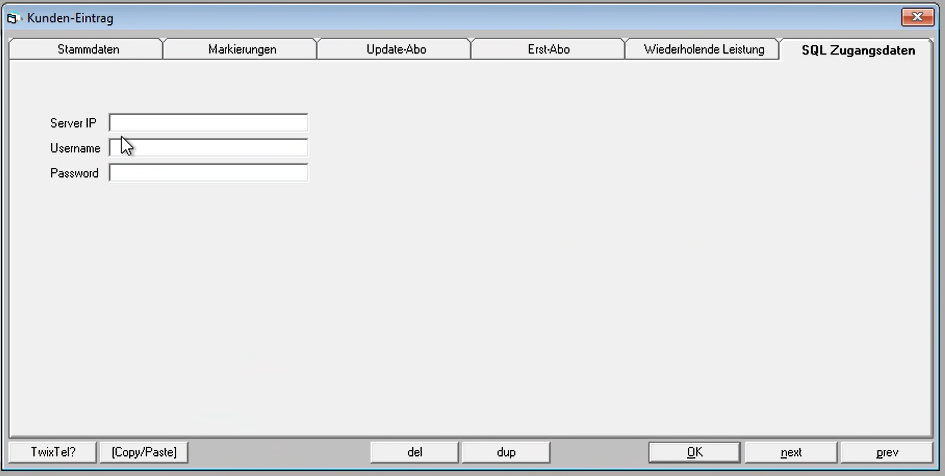 Kunden-Eintrag
Stammdaten Markierungen Update-Abo Erst-Abo Wiederholende Leistung SQL Zugangsdaten
Server IP
Username
Password
TwixTel? [Copy/Paste] del dup OK next prev